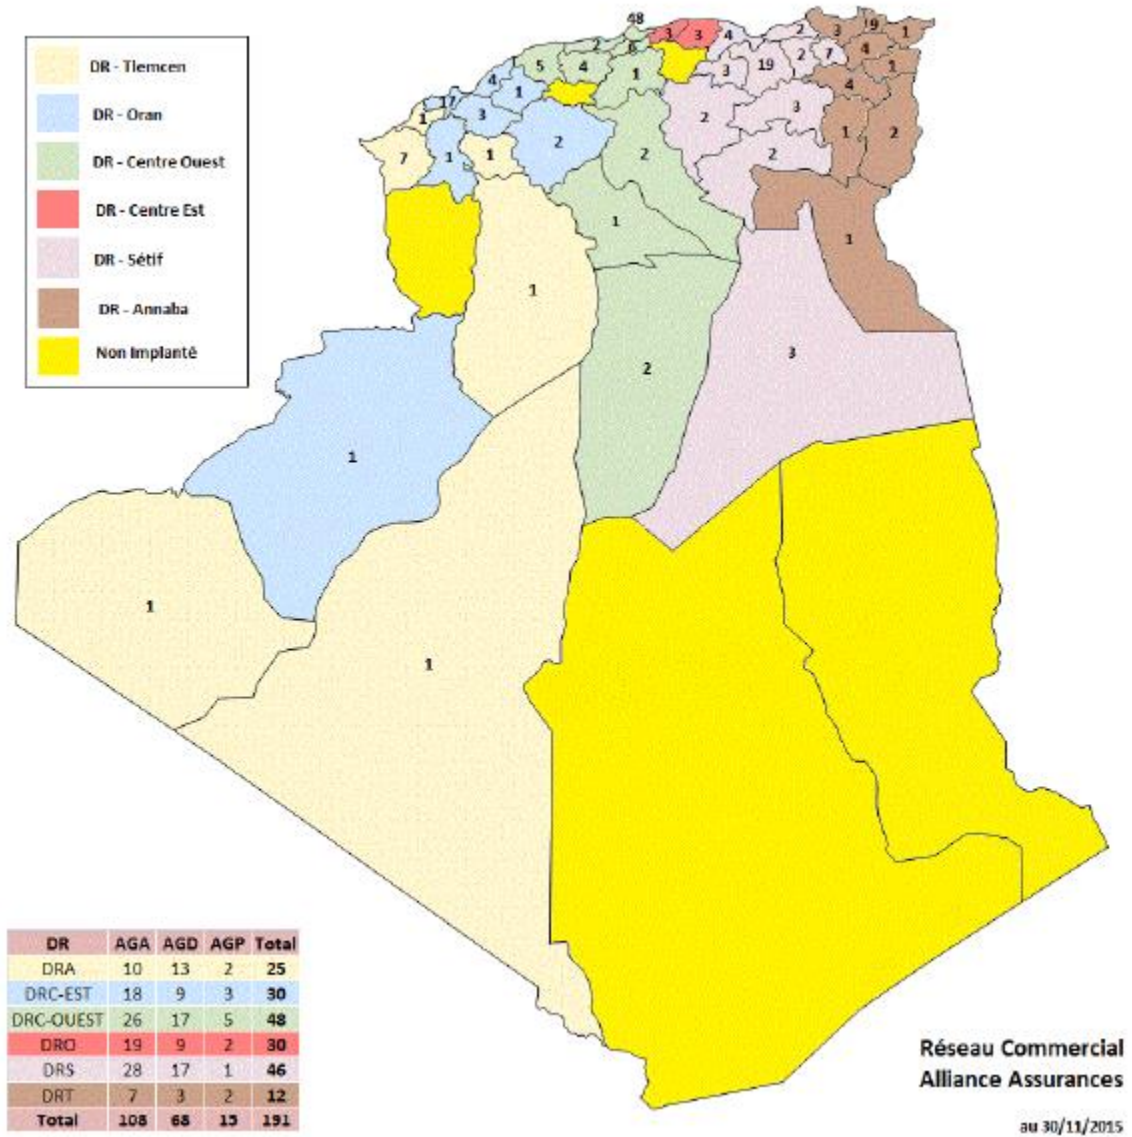 48
3 3 4 2 3 9 1
2 6 4
5 4 1 3 19 2 7 1
4 1 4
17 3 2 3
1 2 1 2
7 1 1 2 2
1
1
1
2
3
1
1
1
DR - Tlemcen
DR - Oran
DR - Centre Ouest
DR - Centre Est
DR - Sétif
DR - Annaba
Non Implanté
DR AGA AGD AGP Total
DRA 10 13 2 25
DRC-EST 18 9 3 30
DRC-OUEST 26 17 5 48
DRO 19 9 2 30
DRS 28 17 1 46
DRT 7 3 2 12
Total 108 68 15 191
Réseau Commercial
Alliance Assurances
au 30/11/2015